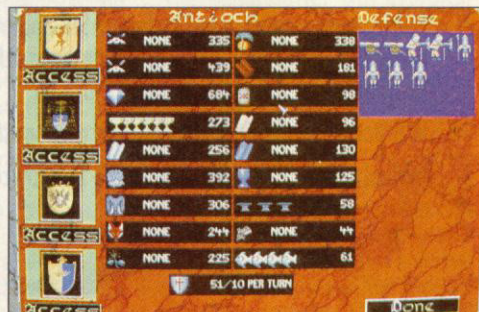 Antioch Defense
NONE 335 NONE 338
Access NONE 439 NONE 181
NONE 684 NONE 98
273 NONE 96
Access NONE 256 NONE 130
NONE 392 NONE 125
NONE 306 58
Access NONE 244 NONE 44
NONE 225 61
51/10 PER TURN
Access Done